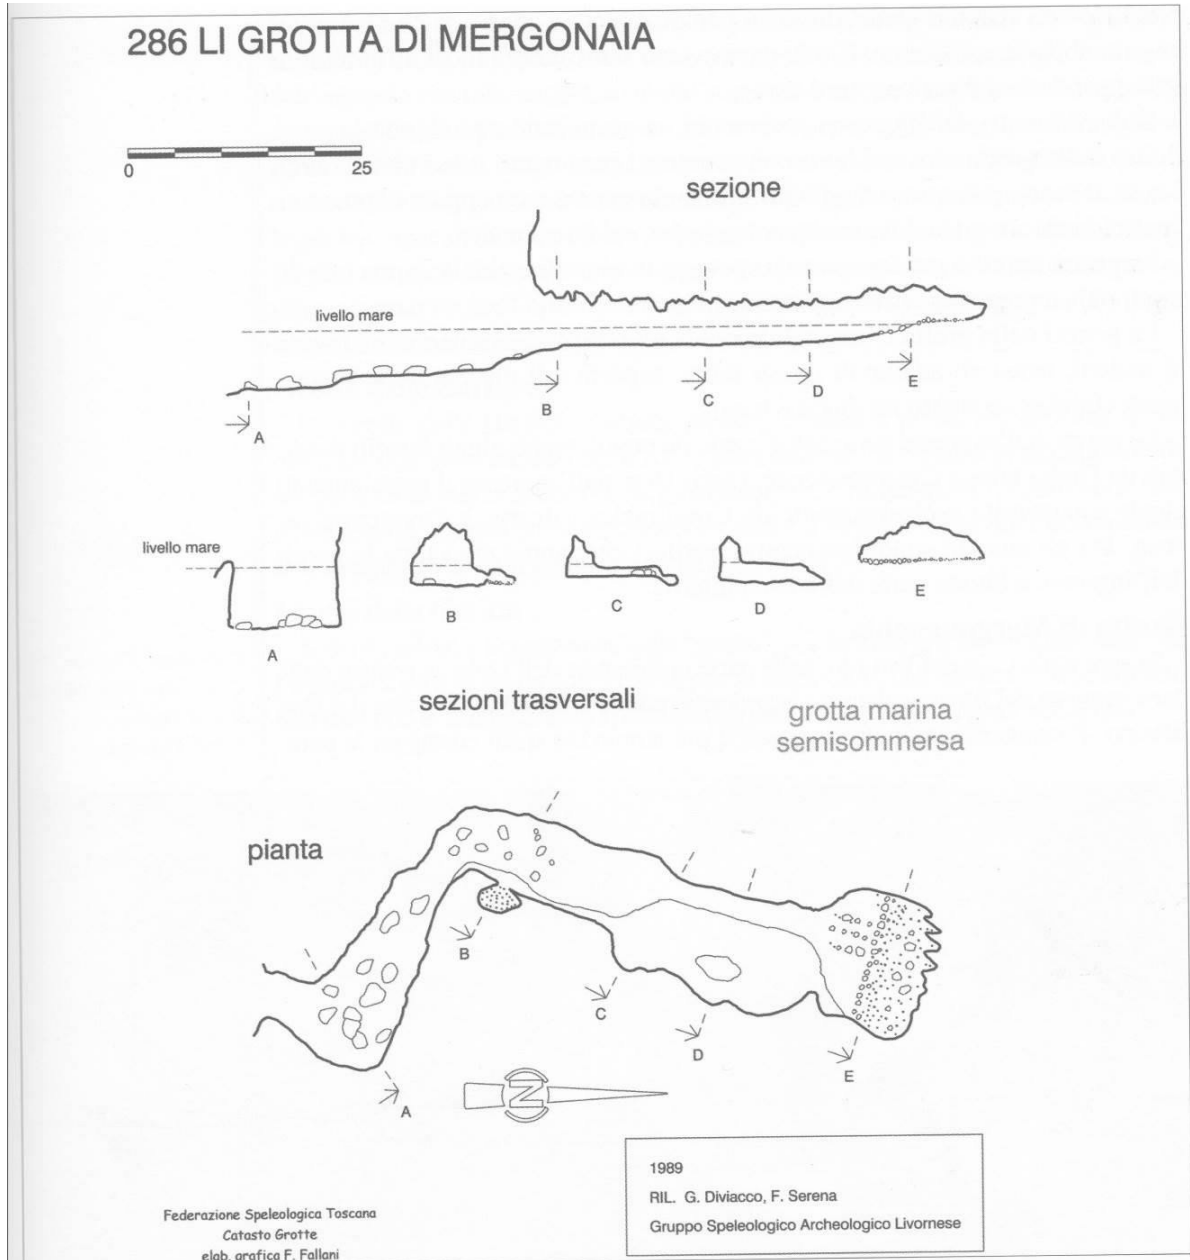 286 LI GROTTA DI MERGONAIA
0 25
sezione
livello mare
A
B
C
D
E
livello mare
A
B
C
D
E
sezioni trasversali
grotta marina
semisommersa
pianta
N
B
C
D
E
A
1989
RIL. G. Diviacco, F. Serena
Gruppo Speleologico Archeologico Livornese
Federazione Speleologica Toscana
Catasto Grotte
elab. grafica F. Fallani